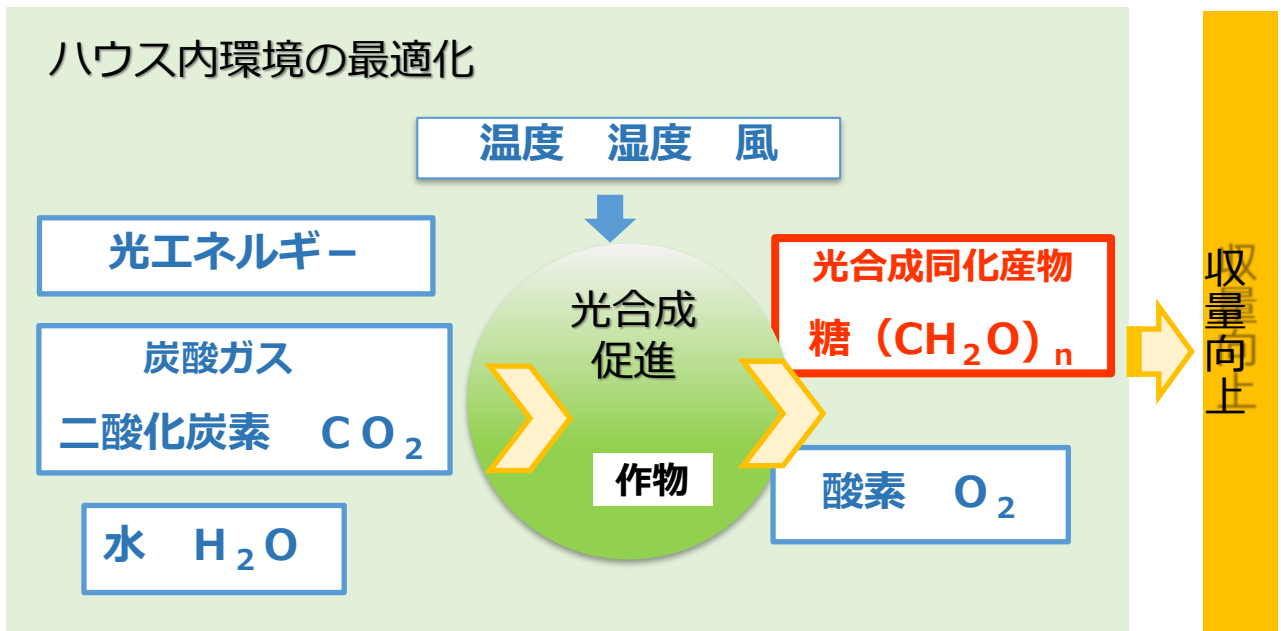 ハウス内環境の最適化
温度　湿度　風
光エネルギー
炭酸ガス
二酸化炭素　CO₂
水　H₂O
光合成
促進
作物
光合成同化産物
糖（CH₂O）n
酸素　O₂
収量向上